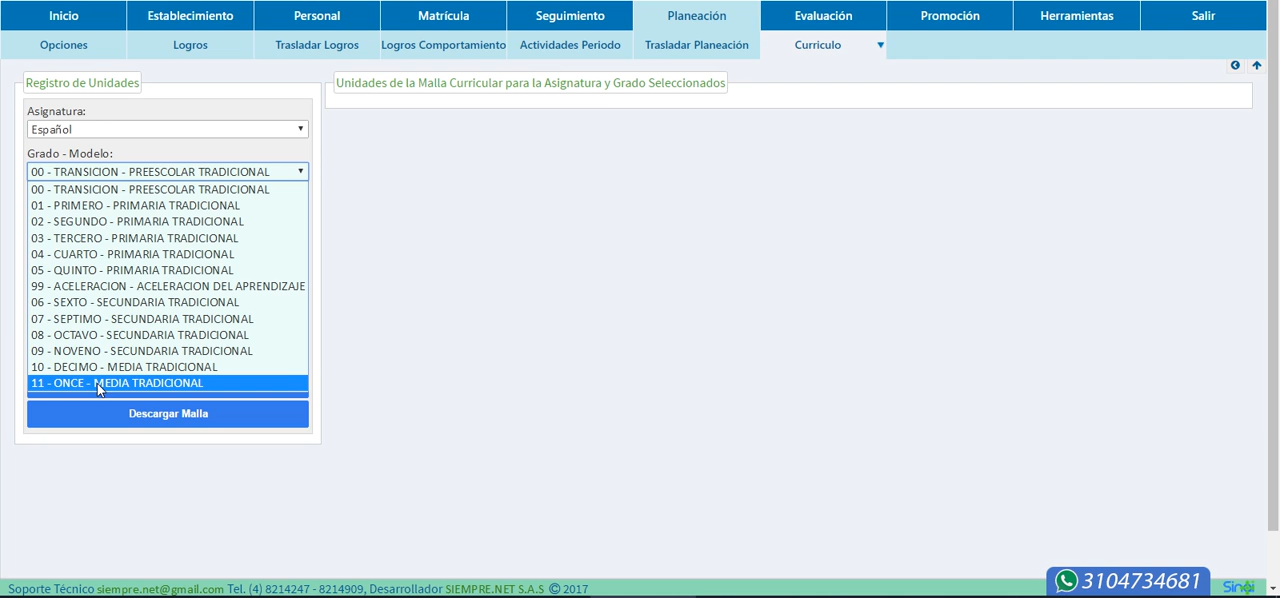 Inicio Establecimiento Personal Matrícula Seguimiento Planeación Evaluación Promoción Herramientas Salir
Opciones Logros Trasladar Logros Logros Comportamiento Actividades Periodo Trasladar Planeación Curriculo
Registro de Unidades Unidades de la Malla Curricular para la Asignatura y Grado Seleccionados
Asignatura:
Español
Grado - Modelo:
00 - TRANSICION - PREESCOLAR TRADICIONAL
00 - TRANSICION - PREESCOLAR TRADICIONAL
01 - PRIMERO - PRIMARIA TRADICIONAL
02 - SEGUNDO - PRIMARIA TRADICIONAL
03 - TERCERO - PRIMARIA TRADICIONAL
04 - CUARTO - PRIMARIA TRADICIONAL
05 - QUINTO - PRIMARIA TRADICIONAL
99 - ACELERACION - ACELERACION DEL APRENDIZAJE
06 - SEXTO - SECUNDARIA TRADICIONAL
07 - SEPTIMO - SECUNDARIA TRADICIONAL
08 - OCTAVO - SECUNDARIA TRADICIONAL
09 - NOVENO - SECUNDARIA TRADICIONAL
10 - DECIMO - MEDIA TRADICIONAL
11 - ONCE - MEDIA TRADICIONAL
Descargar Malla
Soporte Técnico siempre.net@gmail.com Tel. (4) 8214247 - 8214909, Desarrollador SIEMPRE.NET S.A.S © 2017 3104734681